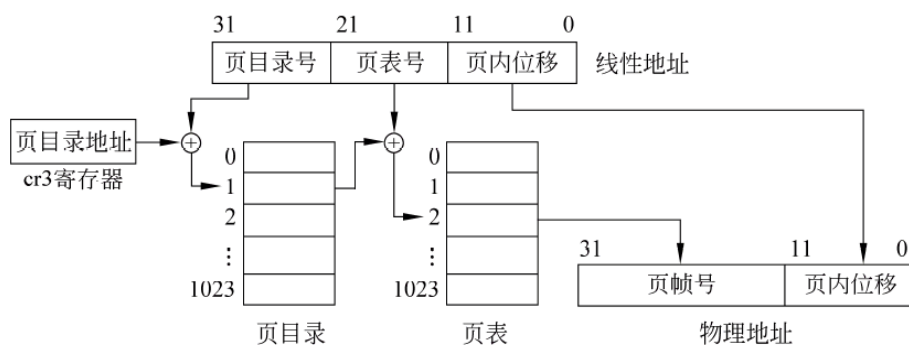 31 21 11 0
页目录号 页表号 页内位移 线性地址
页目录地址
cr3寄存器
0
1
2
⋮
1023
页目录
0
1
2
⋮
1023
页表
31 11 0
页帧号 页内位移
物理地址